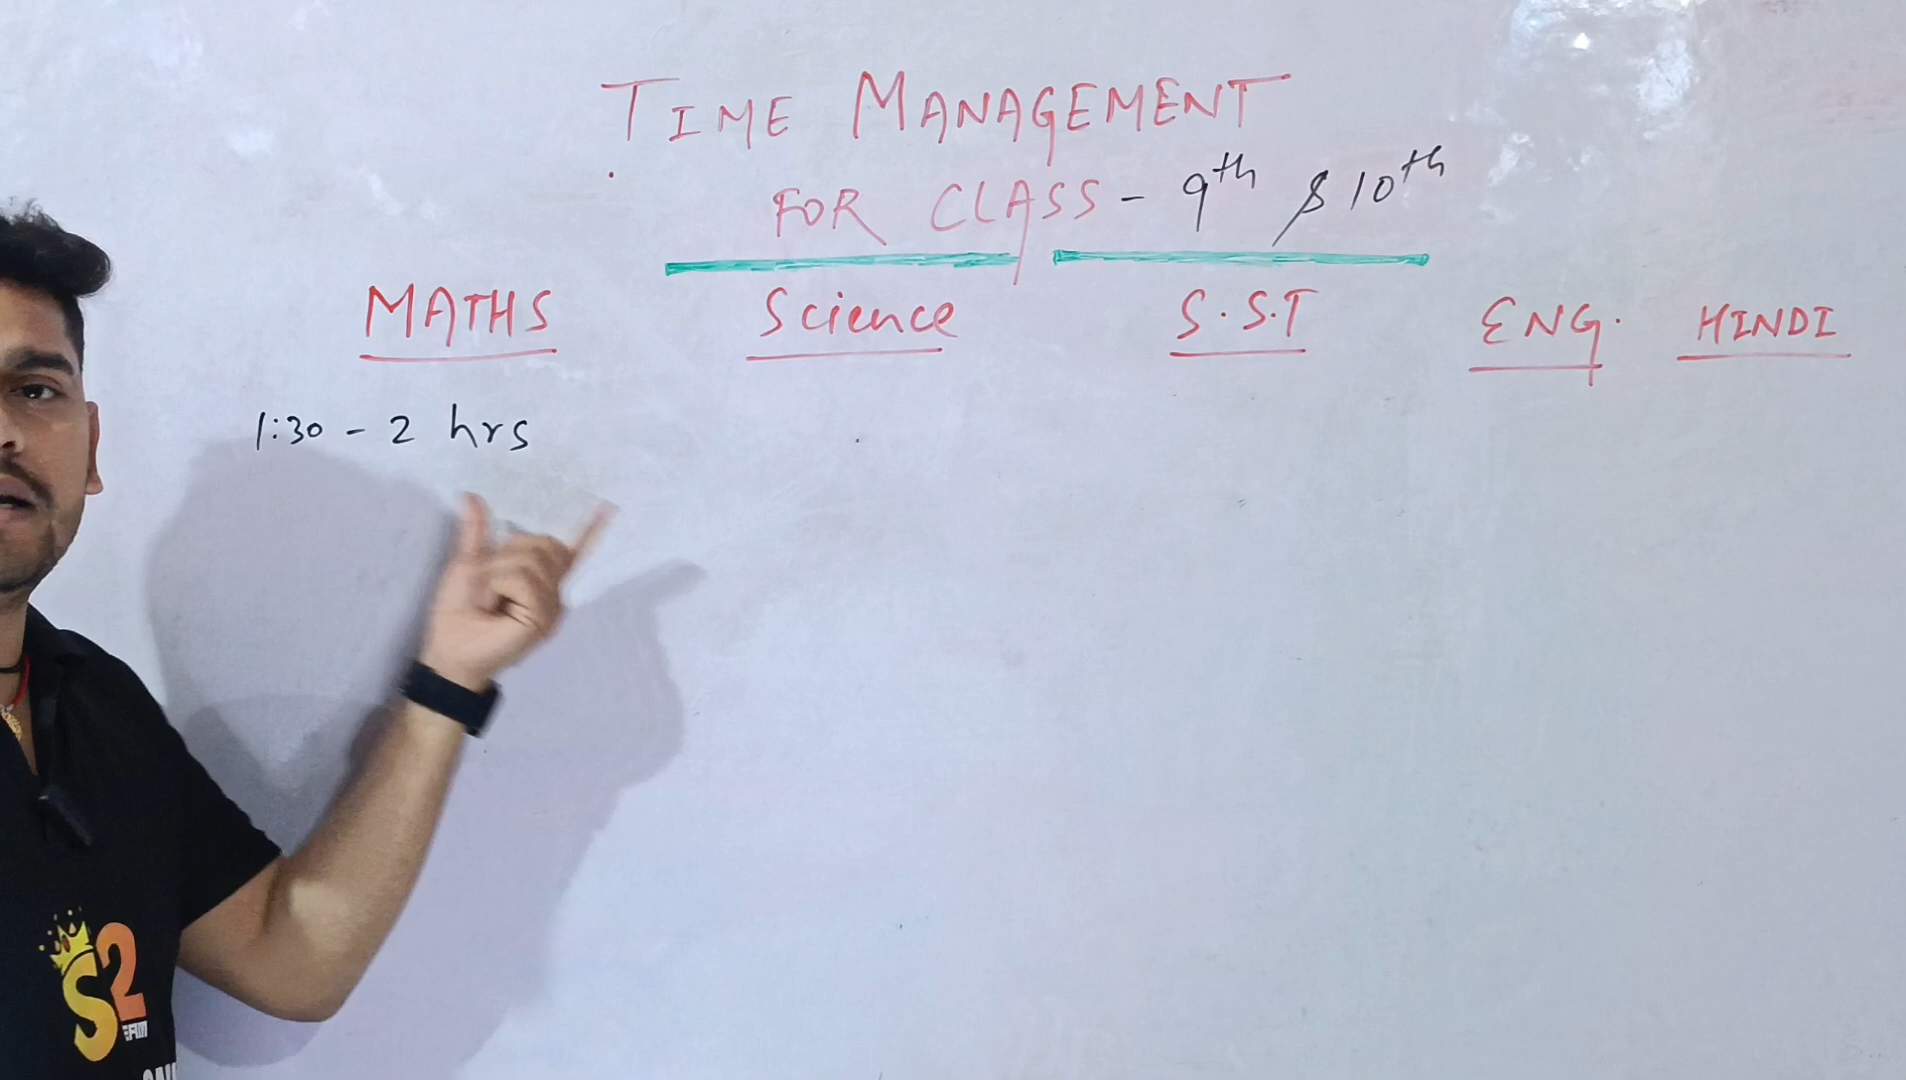 TIME MANAGEMENT
FOR CLASS - 9th & 10th
MATHS Science S.S.T ENG. HINDI
1:30 - 2 hrs
S2